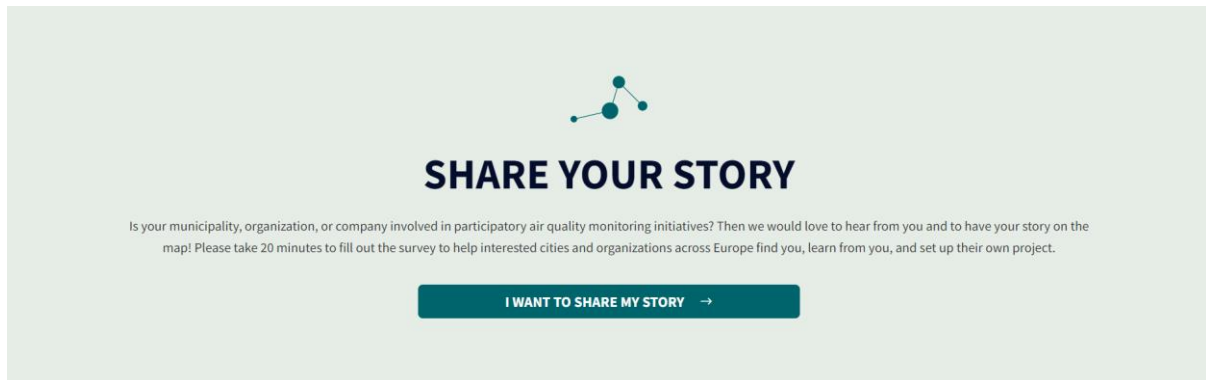 SHARE YOUR STORY
Is your municipality, organization, or company involved in participatory air quality monitoring initiatives? Then we would love to hear from you and to have your story on the
map! Please take 20 minutes to fill out the survey to help interested cities and organizations across Europe find you, learn from you, and set up their own project.
I WANT TO SHARE MY STORY →